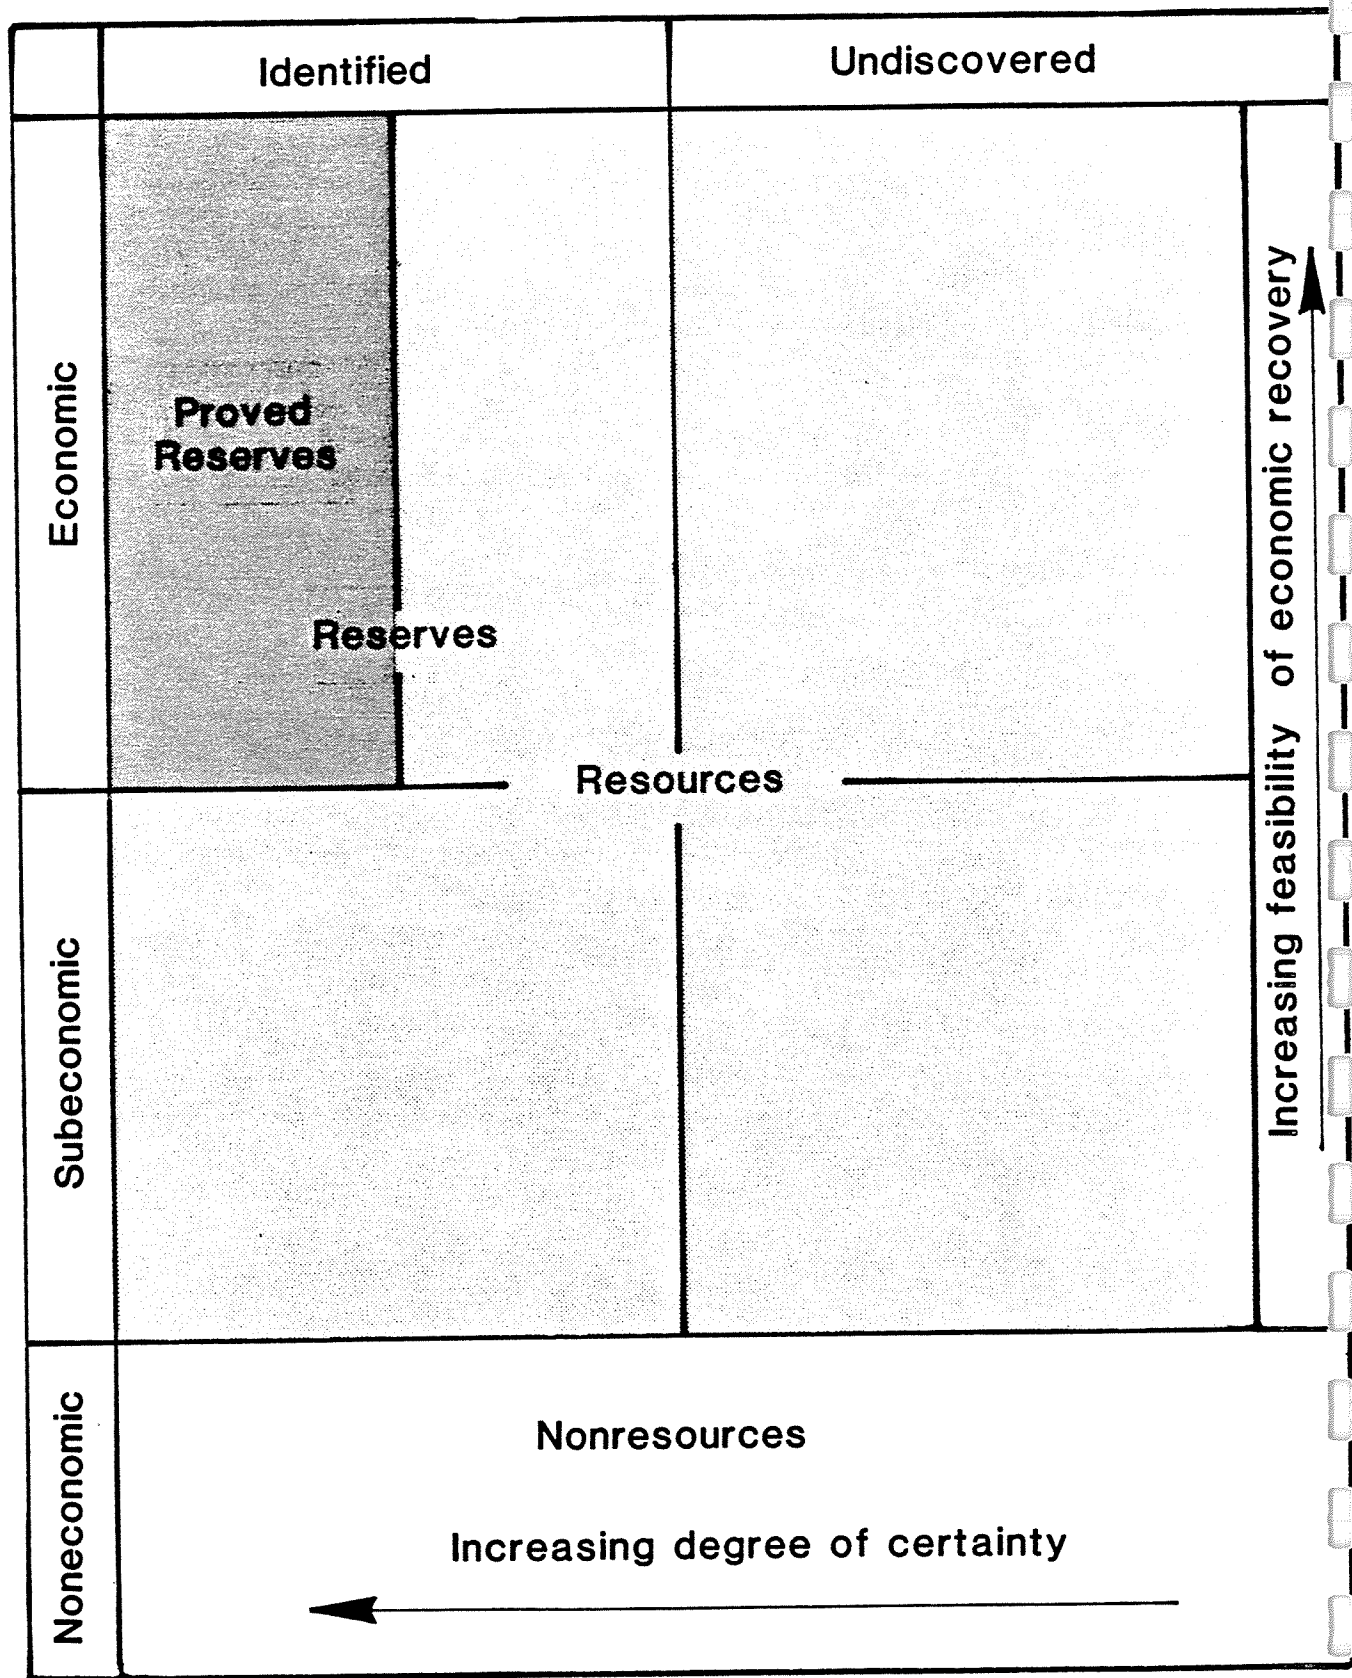 Identified
Undiscovered
Economic
Proved
Reserves
Reserves
Resources
Increasing feasibility of economic recovery
Subeconomic
Noneconomic
Nonresources
Increasing degree of certainty